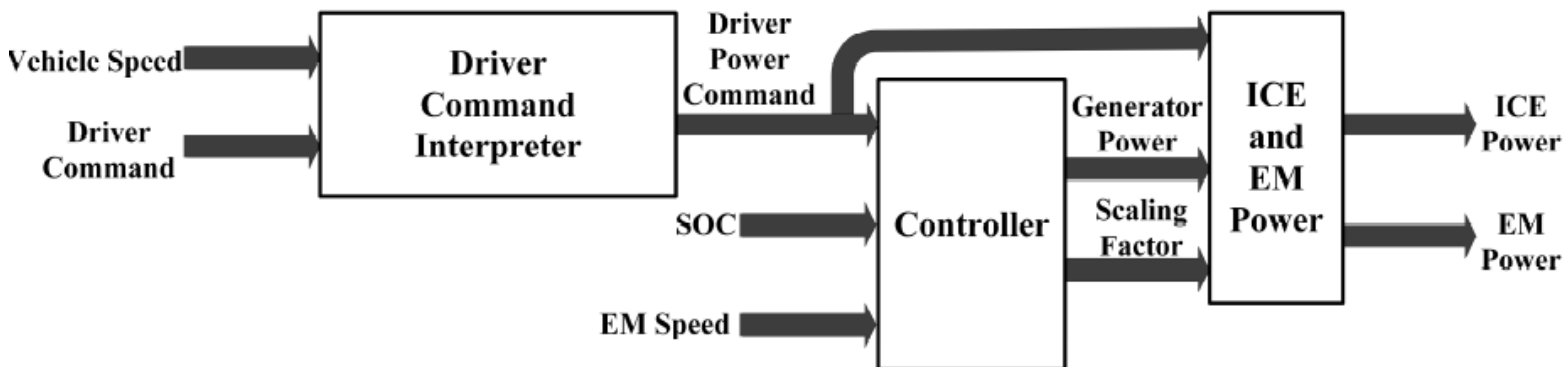 Vehicle Speed
Driver
Command
Driver
Command
Interpreter
Driver
Power
Command
SOC
EM Speed
Controller
Generator
Power
Scaling
Factor
ICE
and
EM
Power
ICE
Power
EM
Power